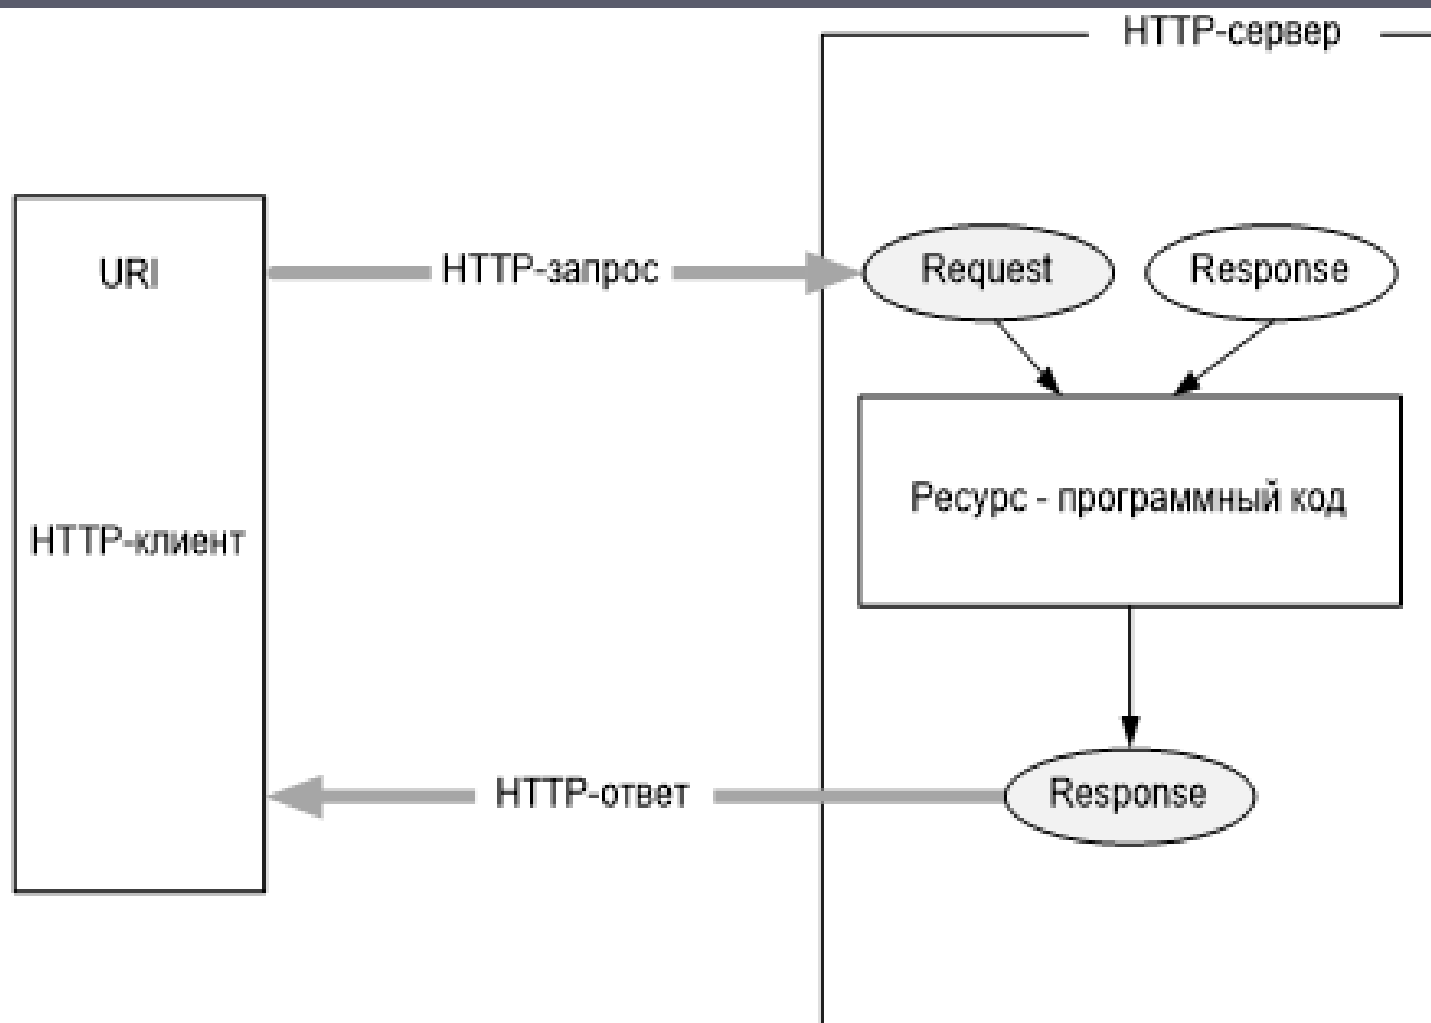 HTTP-сервер
URI
HTTP-запрос
Request
Response
Ресурс - программный код
HTTP-клиент
HTTP-ответ
Response